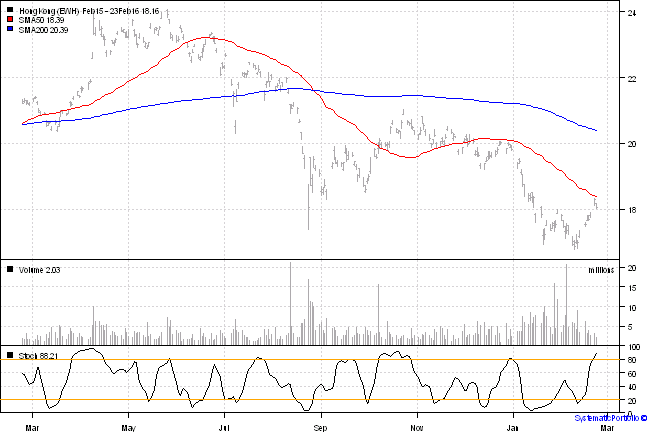 Hong Kong (EWH) Feb15 - 23Feb16 18.16
SMA50 18.39
SMA200 20.39
24
22
20
18
Volume 2.03
millions
20
15
10
5
Stoch 88.21
100
80
60
40
20
0
Mar May Jul Sep Nov Jan Mar
SystematicPortfolio ©